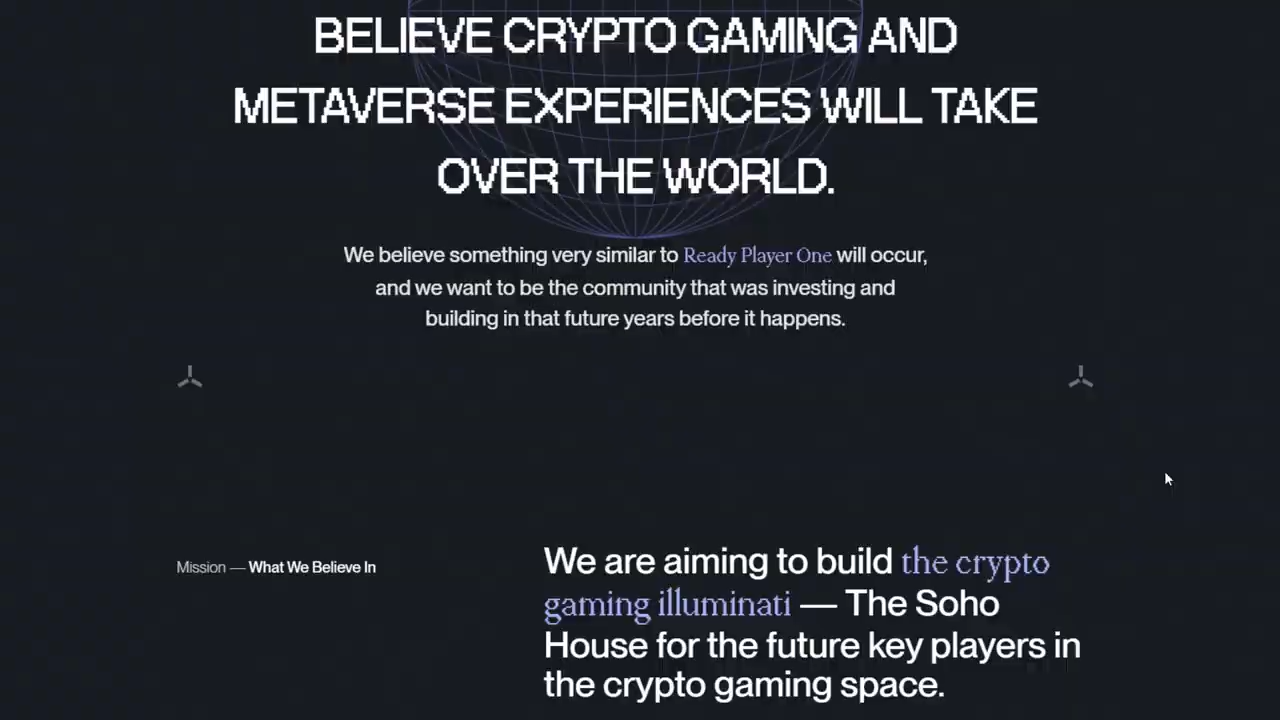 BELIEVE CRYPTO GAMING AND
METAVERSE EXPERIENCES WILL TAKE
OVER THE WORLD.
We believe something very similar to Ready Player One will occur,
and we want to be the community that was investing and
building in that future years before it happens.
Mission — What We Believe In
We are aiming to build the crypto
gaming illuminati — The Soho
House for the future key players in
the crypto gaming space.